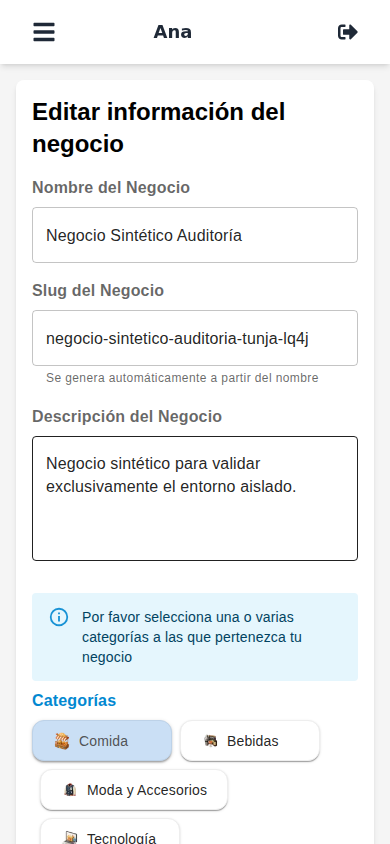 Ana
Editar información del
negocio
Nombre del Negocio
Negocio Sintético Auditoría
Slug del Negocio
negocio-sintetico-auditoria-tunja-lq4j
Se genera automáticamente a partir del nombre
Descripción del Negocio
Negocio sintético para validar
exclusivamente el entorno aislado.
Por favor selecciona una o varias
categorías a las que pertenezca tu
negocio
Categorías
Comida
Bebidas
Moda y Accesorios
Tecnología